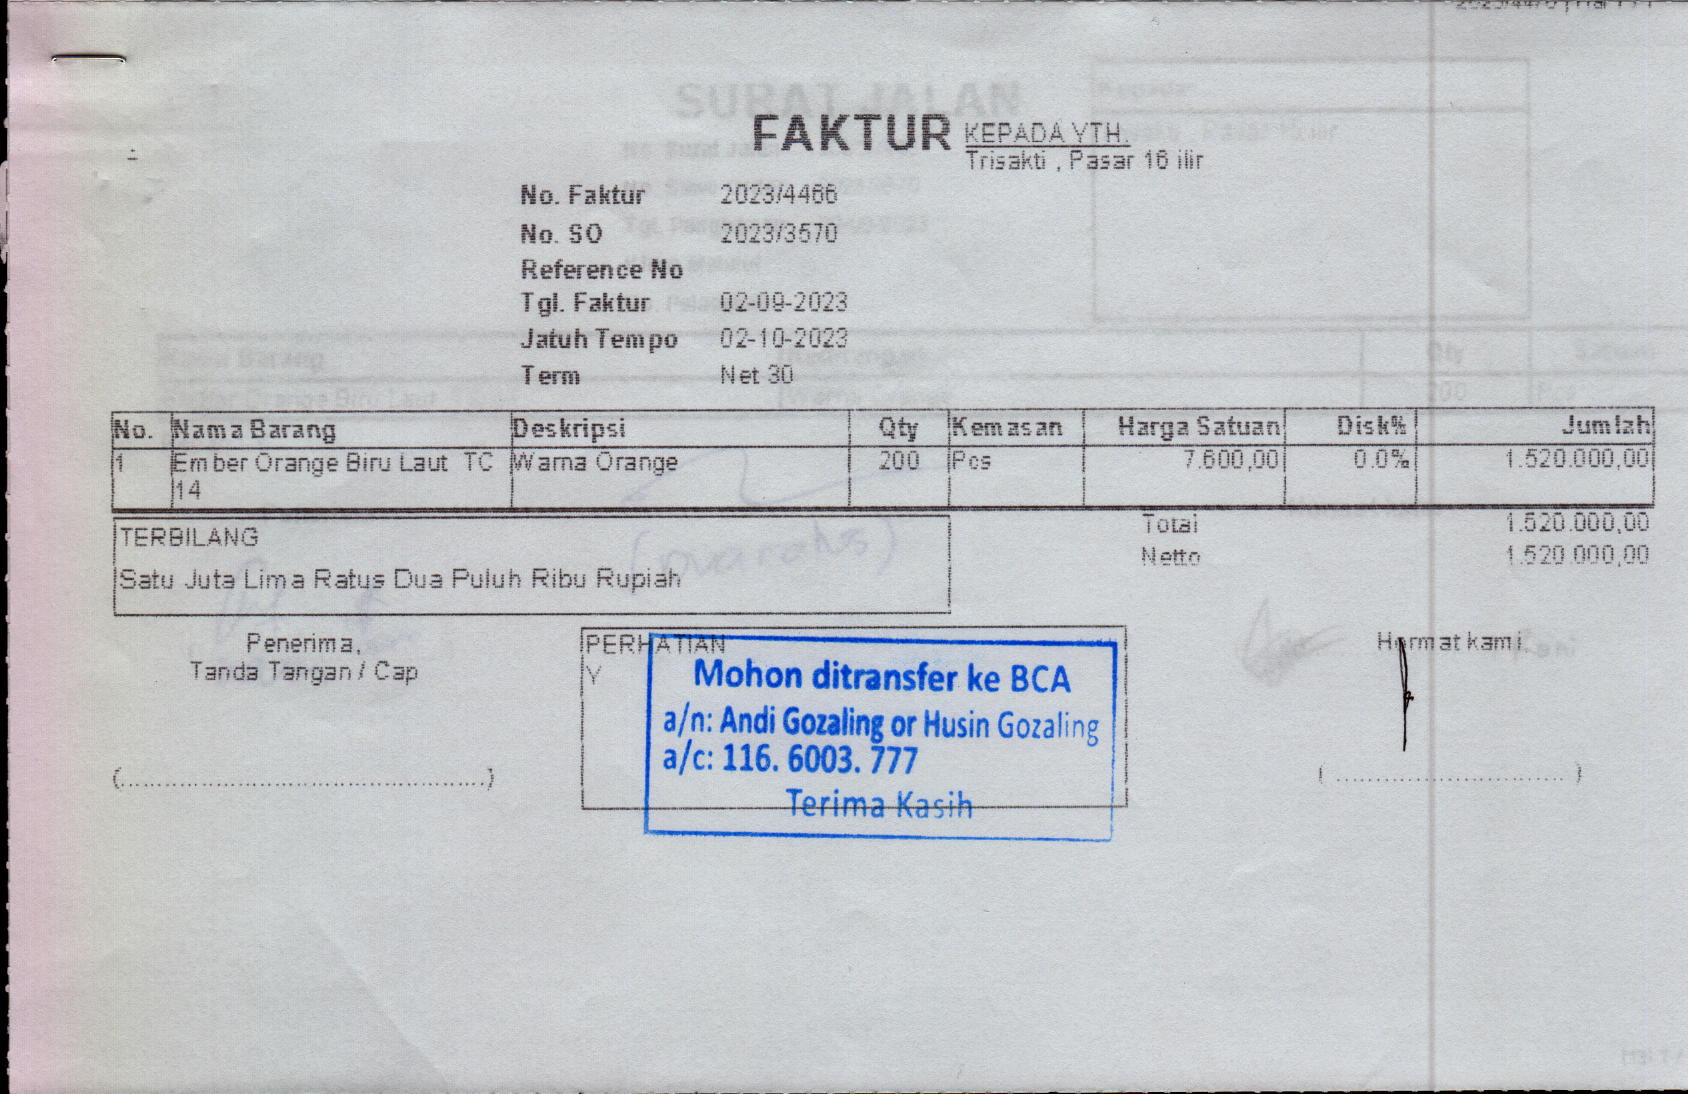 FAKTUR
KEPADA YTH.
Trisakti , Pasar 16 ilir
No. Faktur 2023/4466
No. SO 2023/3570
Reference No
Tgl. Faktur 02-09-2023
Jatuh Tempo 02-10-2023
Term Net 30
No. Nama Barang Deskripsi Qty Kemasan Harga Satuan Disk% Jumlah
1 Ember Orange Biru Laut TC Warna Orange 200 Pcs 7.600,00 0.0% 1.520.000,00
14
Total 1.520.000,00
Netto 1.520.000,00
TERBILANG
Satu Juta Lima Ratus Dua Puluh Ribu Rupiah
Penerima,
Tanda Tangan / Cap
PERHATIAN
Y
Mohon ditransfer ke BCA
a/n: Andi Gozaling or Husin Gozaling
a/c: 116. 6003. 777
Terima Kasih
Hormat kami,
SURAT JALAN
(Dua ratus)